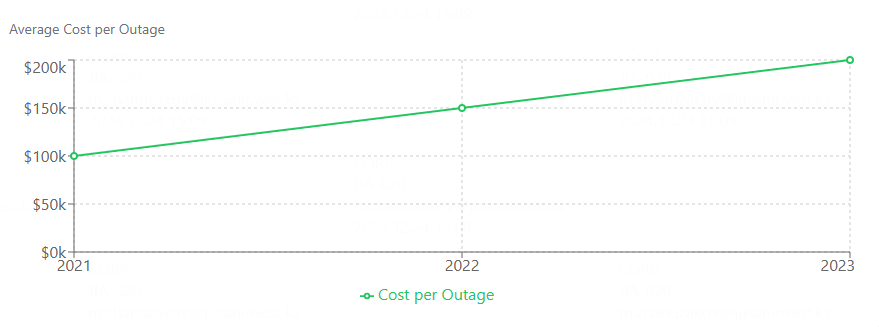 Average Cost per Outage
$200k
$150k
$100k
$50k
$0k
2021 2022 2023
Cost per Outage